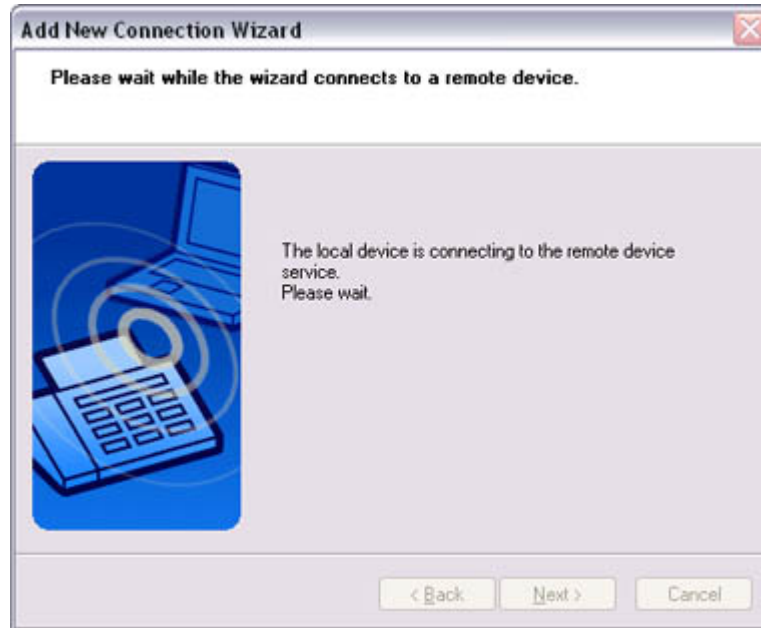 Add New Connection Wizard
Please wait while the wizard connects to a remote device.
The local device is connecting to the remote device
service.
Please wait.
< Back
Next >
Cancel